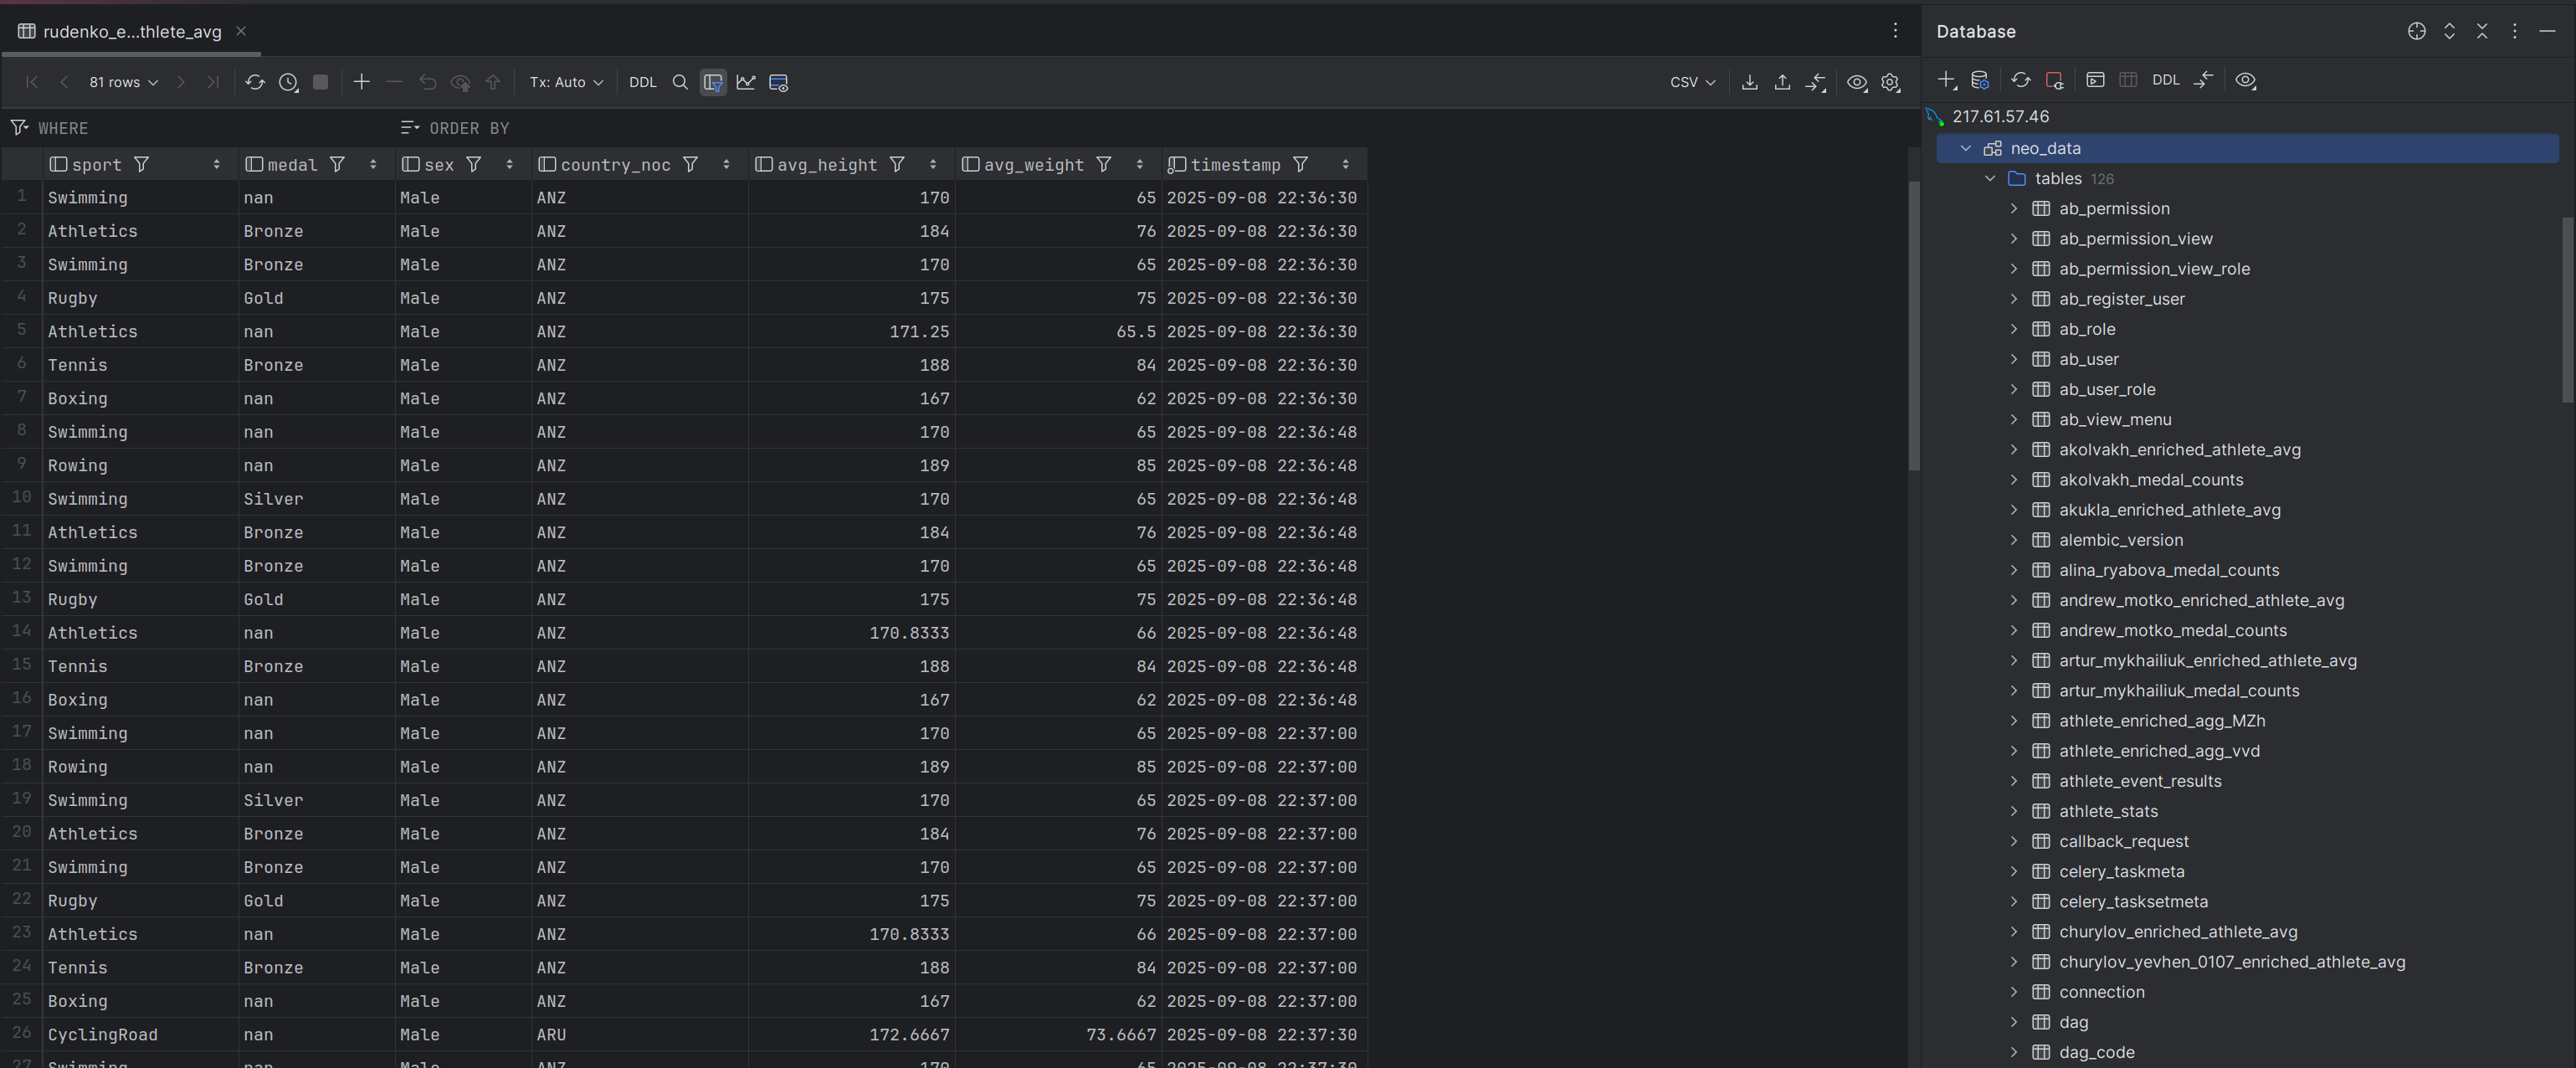 rudenko_e...thlete_avg
81 rows
Tx: Auto
DDL
CSV
WHERE
ORDER BY
sport medal sex country_noc avg_height avg_weight timestamp
1 Swimming nan Male ANZ 170 65 2025-09-08 22:36:30
2 Athletics Bronze Male ANZ 184 76 2025-09-08 22:36:30
3 Swimming Bronze Male ANZ 170 65 2025-09-08 22:36:30
4 Rugby Gold Male ANZ 175 75 2025-09-08 22:36:30
5 Athletics nan Male ANZ 171.25 65.5 2025-09-08 22:36:30
6 Tennis Bronze Male ANZ 188 84 2025-09-08 22:36:30
7 Boxing nan Male ANZ 167 62 2025-09-08 22:36:30
8 Swimming nan Male ANZ 170 65 2025-09-08 22:36:48
9 Rowing nan Male ANZ 189 85 2025-09-08 22:36:48
10 Swimming Silver Male ANZ 170 65 2025-09-08 22:36:48
11 Athletics Bronze Male ANZ 184 76 2025-09-08 22:36:48
12 Swimming Bronze Male ANZ 170 65 2025-09-08 22:36:48
13 Rugby Gold Male ANZ 175 75 2025-09-08 22:36:48
14 Athletics nan Male ANZ 170.8333 66 2025-09-08 22:36:48
15 Tennis Bronze Male ANZ 188 84 2025-09-08 22:36:48
16 Boxing nan Male ANZ 167 62 2025-09-08 22:36:48
17 Swimming nan Male ANZ 170 65 2025-09-08 22:37:00
18 Rowing nan Male ANZ 189 85 2025-09-08 22:37:00
19 Swimming Silver Male ANZ 170 65 2025-09-08 22:37:00
20 Athletics Bronze Male ANZ 184 76 2025-09-08 22:37:00
21 Swimming Bronze Male ANZ 170 65 2025-09-08 22:37:00
22 Rugby Gold Male ANZ 175 75 2025-09-08 22:37:00
23 Athletics nan Male ANZ 170.8333 66 2025-09-08 22:37:00
24 Tennis Bronze Male ANZ 188 84 2025-09-08 22:37:00
25 Boxing nan Male ANZ 167 62 2025-09-08 22:37:00
26 CyclingRoad nan Male ARU 172.6667 73.6667 2025-09-08 22:37:30
27 Swimming nan Male ANZ 170 65 2025-09-08 22:37:30
Database
DDL
217.61.57.46
neo_data
tables 126
ab_permission
ab_permission_view
ab_permission_view_role
ab_register_user
ab_role
ab_user
ab_user_role
ab_view_menu
akolvakh_enriched_athlete_avg
akolvakh_medal_counts
akukla_enriched_athlete_avg
alembic_version
alina_ryabova_medal_counts
andrew_motko_enriched_athlete_avg
andrew_motko_medal_counts
artur_mykhailiuk_enriched_athlete_avg
artur_mykhailiuk_medal_counts
athlete_enriched_agg_MZh
athlete_enriched_agg_vvd
athlete_event_results
athlete_stats
callback_request
celery_taskmeta
celery_tasksetmeta
churylov_enriched_athlete_avg
churylov_yevhen_0107_enriched_athlete_avg
connection
dag
dag_code